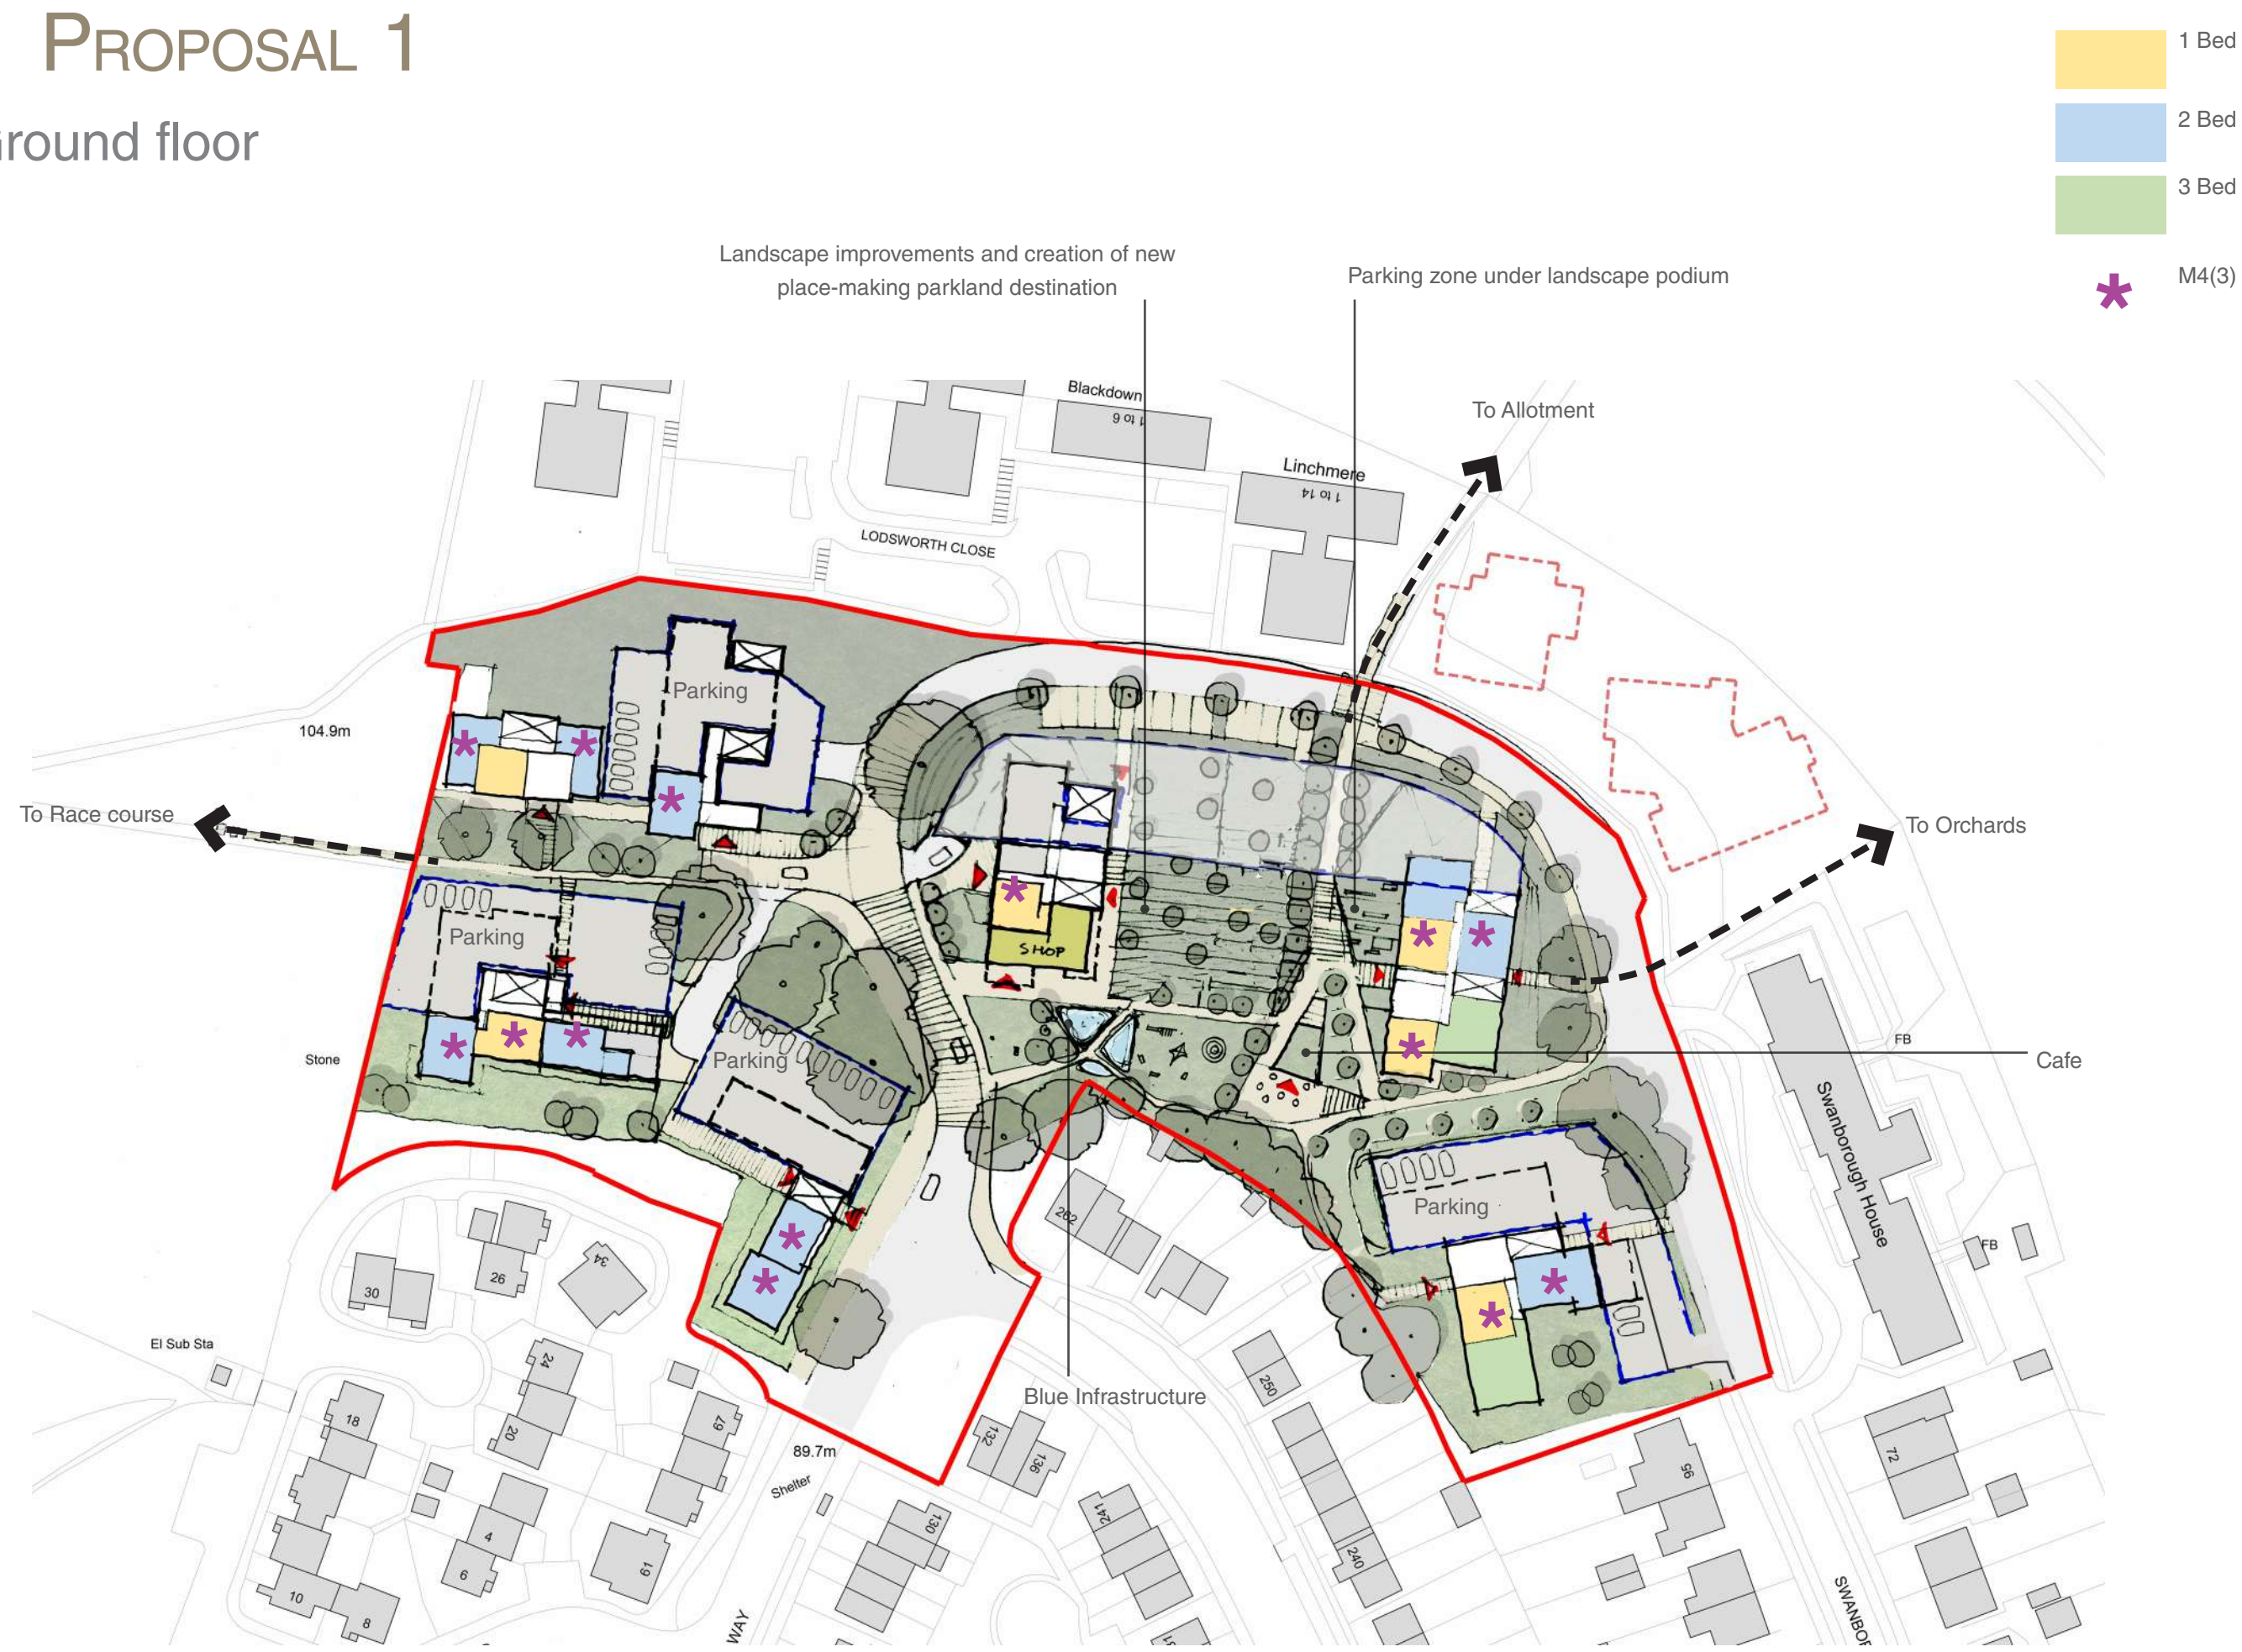 PROPOSAL 1
Ground floor
1 Bed
2 Bed
3 Bed
M4(3)
Landscape improvements and creation of new
place-making parkland destination
Parking zone under landscape podium
Blackdown
1 to 6
To Allotment
Linchmere
1 to 14
LODSWORTH CLOSE
Parking
104.9m
To Race course
To Orchards
Parking
SHOP
Stone
Parking
FB
Cafe
Swanborough House
Parking
262
FB
30
26
34
El Sub Sta
24
18
20
67
250
Blue Infrastructure
89.7m
Shelter
132
136
72
95
130
241
240
4
6
61
10
8
WAY
SWANBOR